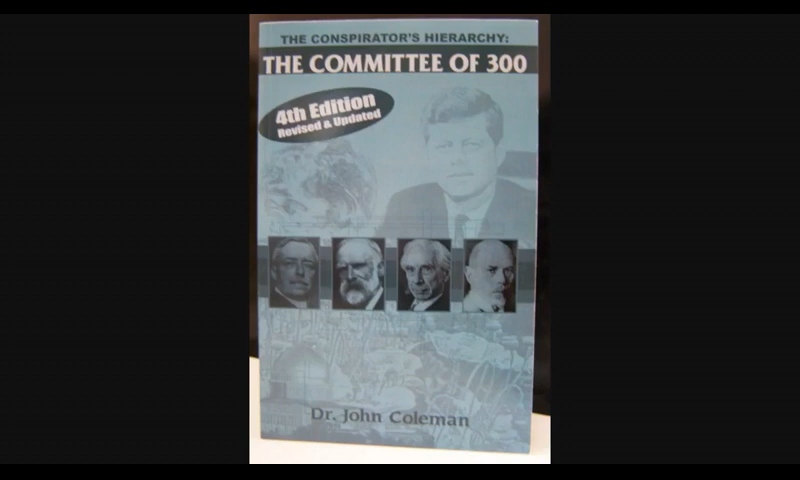 THE CONSPIRATOR'S HIERARCHY:
THE COMMITTEE OF 300
4th Edition
Revised & Updated
Dr. John Coleman